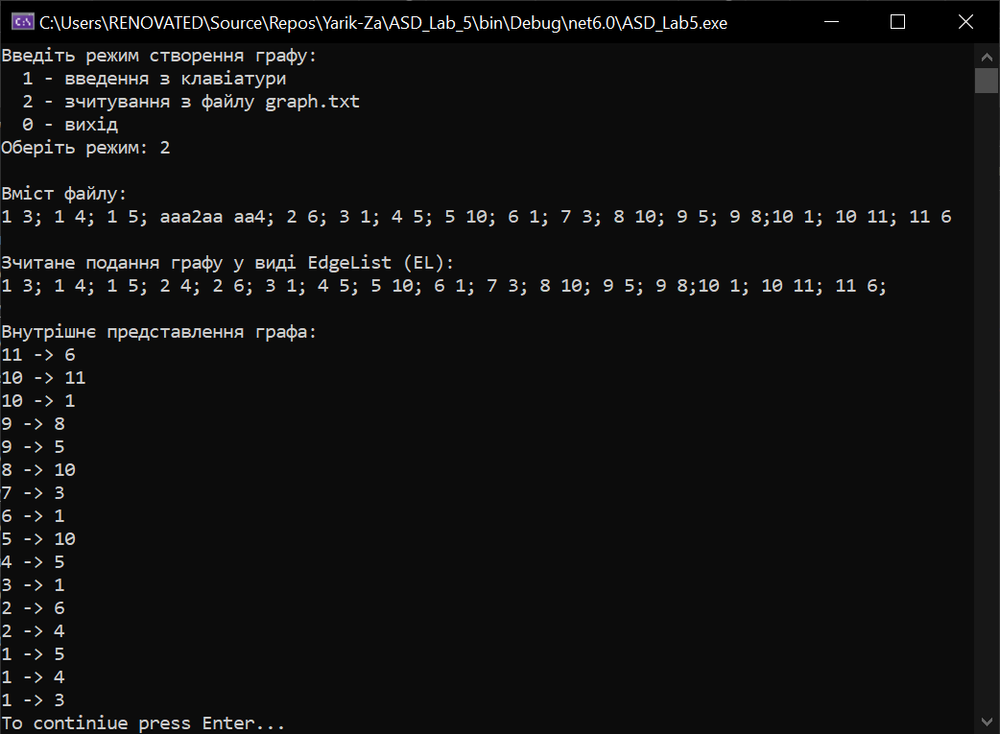 C:\Users\RENOVATED\Source\Repos\Yarik-Za\ASD_Lab_5\bin\Debug\net6.0\ASD_Lab5.exe
Введіть режим створення графу:
  1 - введення з клавіатури
  2 - зчитування з файлу graph.txt
  0 - вихід
Оберіть режим: 2
Вміст файлу:
1 3; 1 4; 1 5; ааа2аа аа4; 2 6; 3 1; 4 5; 5 10; 6 1; 7 3; 8 10; 9 5; 9 8;10 1; 10 11; 11 6
Зчитане подання графу у виді EdgeList (EL):
1 3; 1 4; 1 5; 2 4; 2 6; 3 1; 4 5; 5 10; 6 1; 7 3; 8 10; 9 5; 9 8;10 1; 10 11; 11 6;
Внутрішнє представлення графа:
11 -> 6
10 -> 11
10 -> 1
9 -> 8
9 -> 5
8 -> 10
7 -> 3
6 -> 1
5 -> 10
4 -> 5
3 -> 1
2 -> 6
2 -> 4
1 -> 5
1 -> 4
1 -> 3
To continiue press Enter...